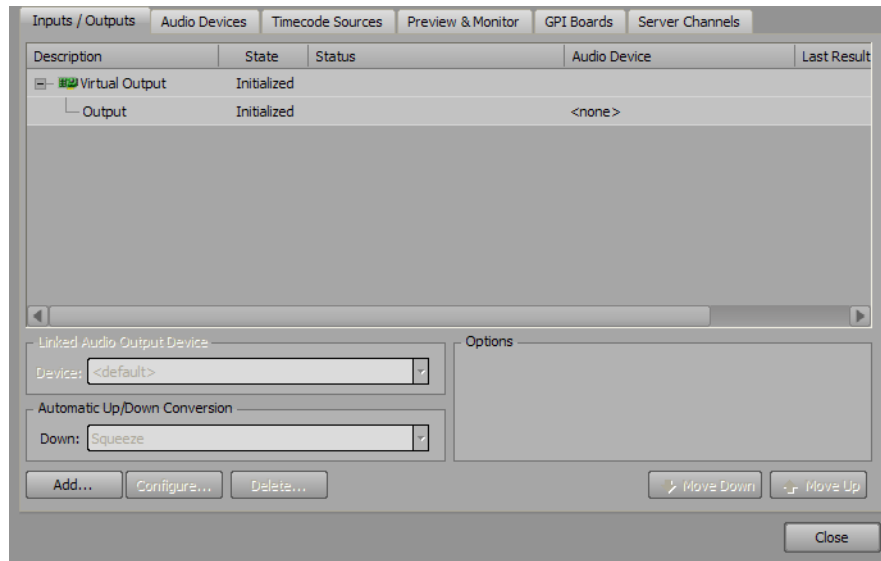 Inputs / Outputs Audio Devices Timecode Sources Preview & Monitor GPI Boards Server Channels
Description State Status Audio Device Last Result
Virtual Output Initialized
Output Initialized <none>
Linked Audio Output Device Options
Device: <default>
Automatic Up/Down Conversion
Down: Squeeze
Add... Configure... Delete... Move Down Move Up
Close